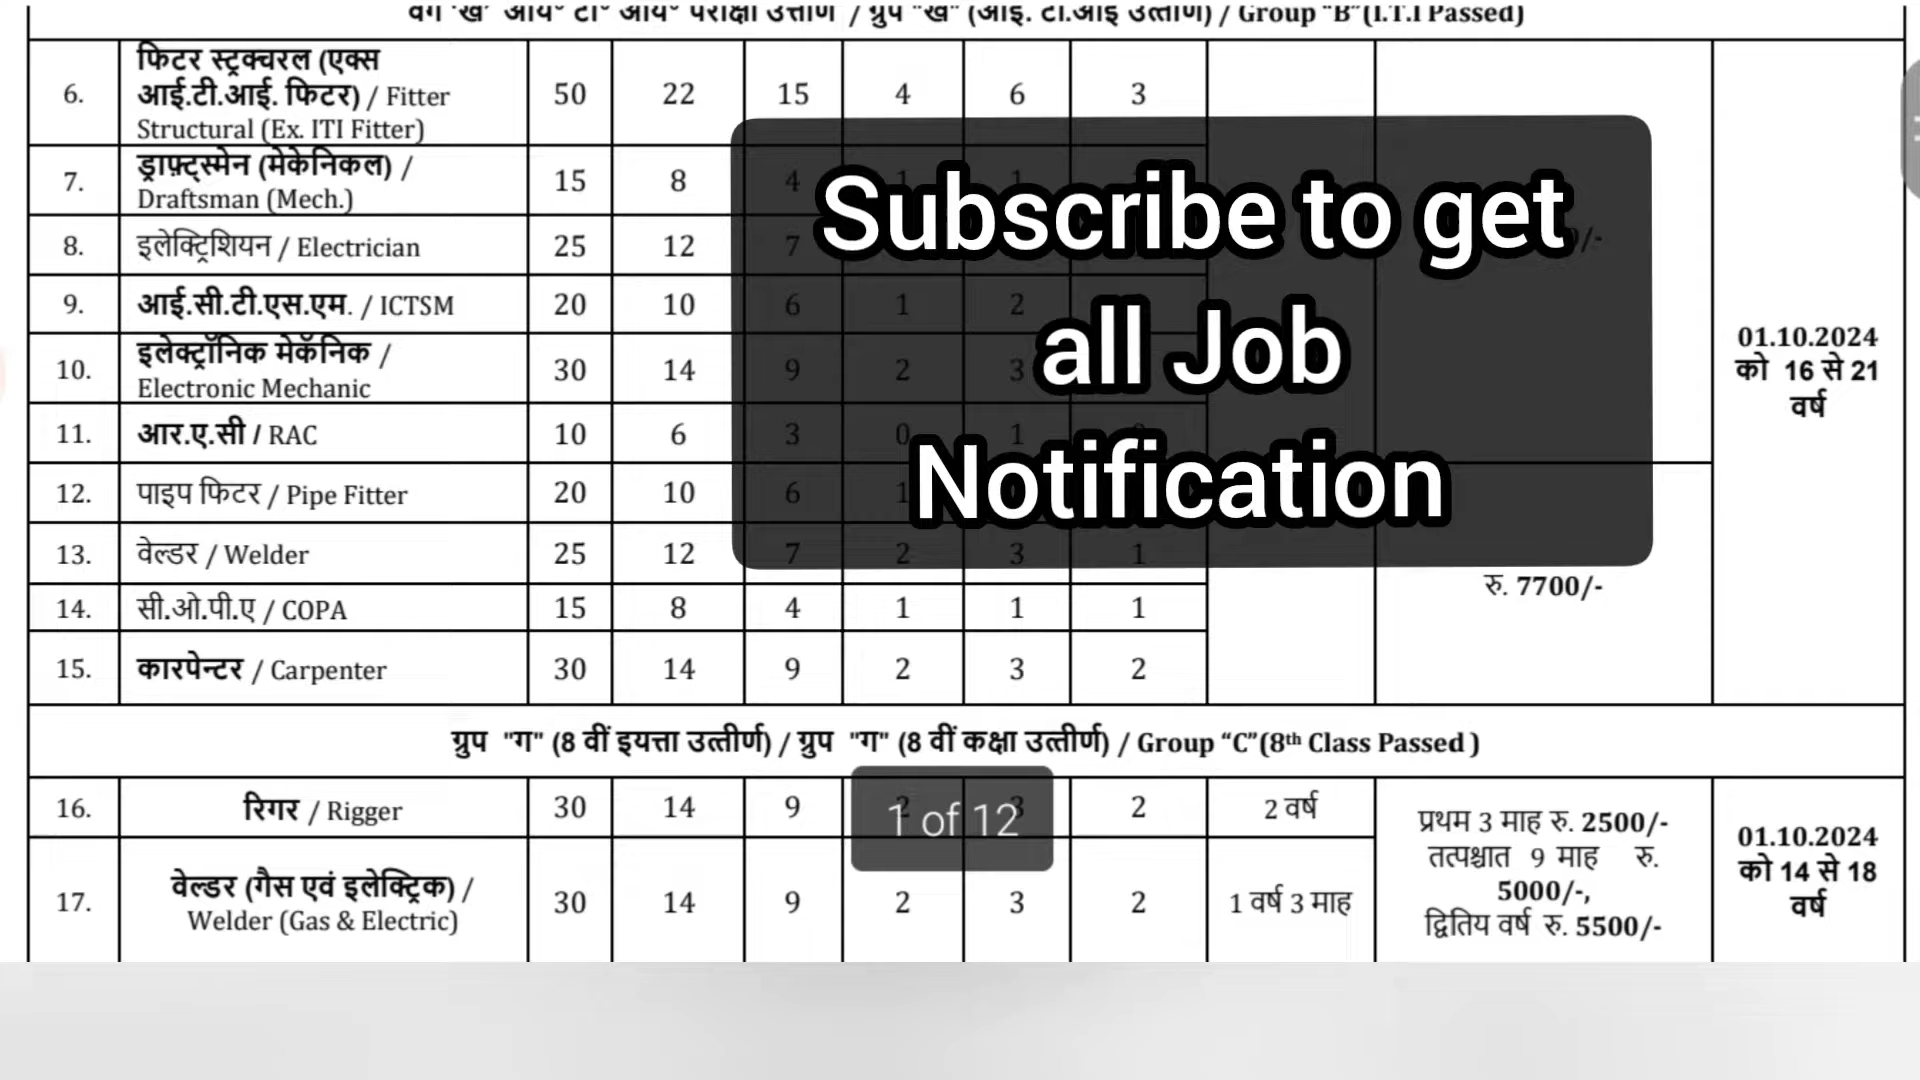 वर्ग "ख" आय° टी° आय° परीक्षा उत्तीर्ण / ग्रुप "ख" (आई. टी.आई उत्तीर्ण) / Group "B"(I.T.I Passed)
6. फिटर स्ट्रक्चरल (एक्स आई.टी.आई. फिटर) / Fitter Structural (Ex. ITI Fitter) 50 22 15 4 6 3
7. ड्राफ़्ट्स्मेन (मेकेनिकल) / Draftsman (Mech.) 15 8 4 1 1
8. इलेक्ट्रिशियन / Electrician 25 12 7
9. आई.सी.टी.एस.एम. / ICTSM 20 10 6 1 2
10. इलेक्ट्रॉनिक मेकॅनिक / Electronic Mechanic 30 14 9 2 3
11. आर.ए.सी / RAC 10 6 3 0 1
12. पाइप फिटर / Pipe Fitter 20 10 6 1
13. वेल्डर / Welder 25 12 7 2 3 1
14. सी.ओ.पी.ए / COPA 15 8 4 1 1 1
15. कारपेन्टर / Carpenter 30 14 9 2 3 2
रु. 7700/-
01.10.2024
को 16 से 21
वर्ष
Subscribe to get
all Job
Notification
ग्रुप "ग" (8 वीं इयत्ता उत्तीर्ण) / ग्रुप "ग" (8 वीं कक्षा उत्तीर्ण) / Group “C”(8th Class Passed )
16. रिगर / Rigger 30 14 9 2 3 2 2 वर्ष
17. वेल्डर (गैस एवं इलेक्ट्रिक) / Welder (Gas & Electric) 30 14 9 2 3 2 1 वर्ष 3 माह
प्रथम 3 माह रु. 2500/-
तत्पश्चात 9 माह रु.
5000/-,
द्वितिय वर्ष रु. 5500/-
01.10.2024
को 14 से 18
वर्ष
1 of 12